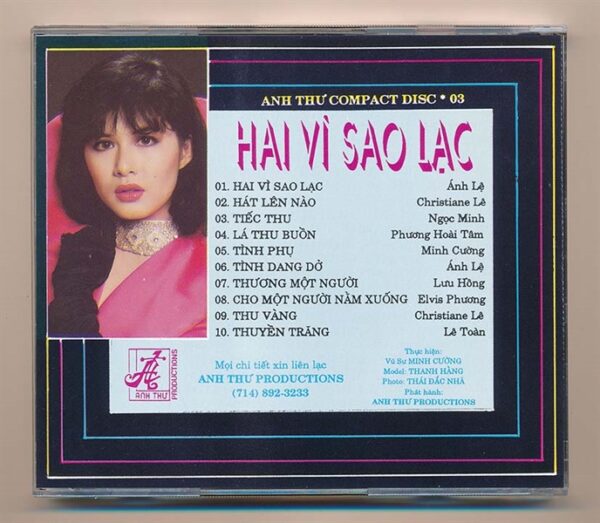 ANH THƯ COMPACT DISC * 03
HAI VÌ SAO LẠC
01. HAI VÌ SAO LẠC Ánh Lệ
02. HÁT LÊN NÀO Christiane Lê
03. TIẾC THU Ngọc Minh
04. LÁ THU BUỒN Phương Hoài Tâm
05. TÌNH PHỤ Minh Cường
06. TÌNH DANG DỞ Ánh Lệ
07. THƯƠNG MỘT NGƯỜI Lưu Hồng
08. CHO MỘT NGƯỜI NẰM XUỐNG Elvis Phương
09. THU VÀNG Christiane Lê
10. THUYỀN TRĂNG Lê Toàn
ANH THƯ
PRODUCTIONS
Mọi chi tiết xin liên lạc
ANH THƯ PRODUCTIONS
(714) 892-3233
Thực hiện:
Vũ Sư MINH CƯỜNG
Model: THANH HẰNG
Photo: THÁI ĐẮC NHÃ
Phát hành:
ANH THƯ PRODUCTIONS